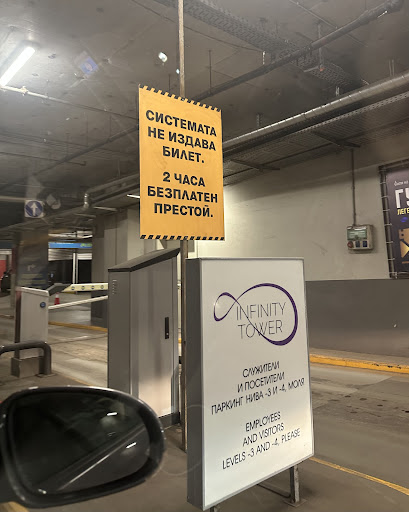 СИСТЕМАТА
НЕ ИЗДАВА
БИЛЕТ.
2 ЧАСА
БЕЗПЛАТЕН
ПРЕСТОЙ.
INFINITY
TOWER
СЛУЖИТЕЛИ
И ПОСЕТИТЕЛИ
ПАРКИНГ НИВА -3 И -4, МОЛЯ
EMPLOYEES
AND VISITORS
LEVELS -3 AND -4, PLEASE